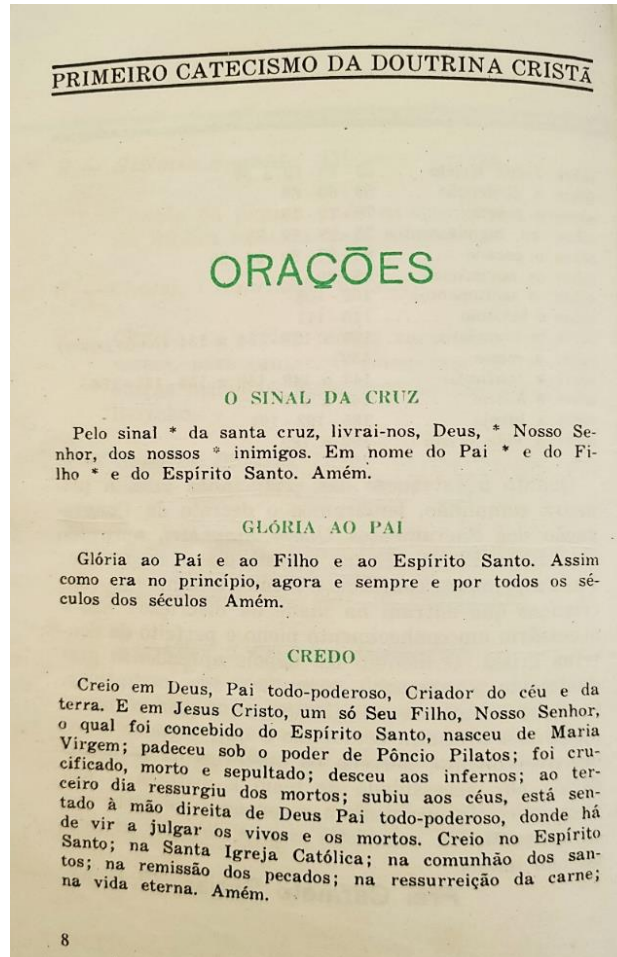 PRIMEIRO CATECISMO DA DOUTRINA CRISTÃ
ORAÇÕES
O SINAL DA CRUZ
Pelo sinal * da santa cruz, livrai-nos, Deus, * Nosso Se-
nhor, dos nossos * inimigos. Em nome do Pai * e do Fi-
lho * e do Espírito Santo. Amém.
GLÓRIA AO PAI
Glória ao Pai e ao Filho e ao Espírito Santo. Assim
como era no princípio, agora e sempre e por todos os sé-
culos dos séculos Amém.
CREDO
Creio em Deus, Pai todo-poderoso, Criador do céu e da
terra. E em Jesus Cristo, um só Seu Filho, Nosso Senhor,
o qual foi concebido do Espírito Santo, nasceu de Maria
Virgem; padeceu sob o poder de Pôncio Pilatos; foi cru-
cificado, morto e sepultado; desceu aos infernos; ao ter-
ceiro dia ressurgiu dos mortos; subiu aos céus, está sen-
tado à mão direita de Deus Pai todo-poderoso, donde há
de vir a julgar os vivos e os mortos. Creio no Espírito
Santo; na Santa Igreja Católica; na comunhão dos san-
tos; na remissão dos pecados; na ressurreição da carne;
na vida eterna. Amém.
8